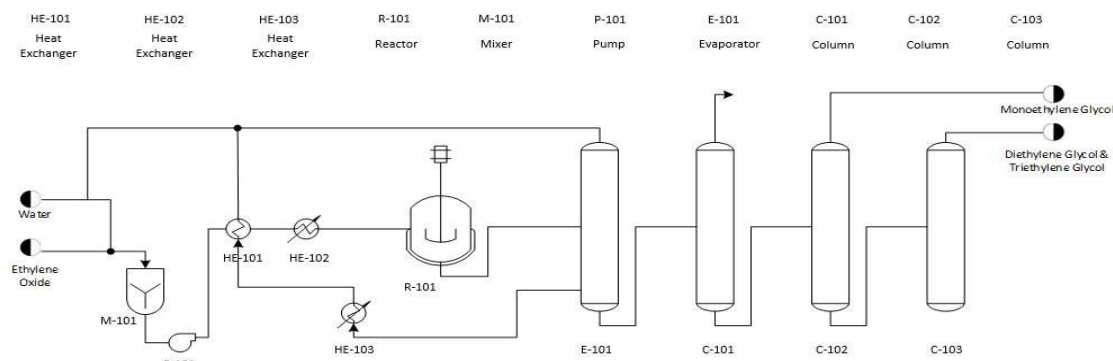 HE-101 HE-102 HE-103 R-101 M-101 P-101 E-101 C-101 C-102 C-103
Heat Exchanger Heat Exchanger Heat Exchanger Reactor Mixer Pump Evaporator Column Column Column
Monoethylene Glycol
Diethylene Glycol &
Triethylene Glycol
Water
Ethylene
Oxide
HE-101
HE-102
R-101
M-101
HE-103
E-101
C-101
C-102
C-103